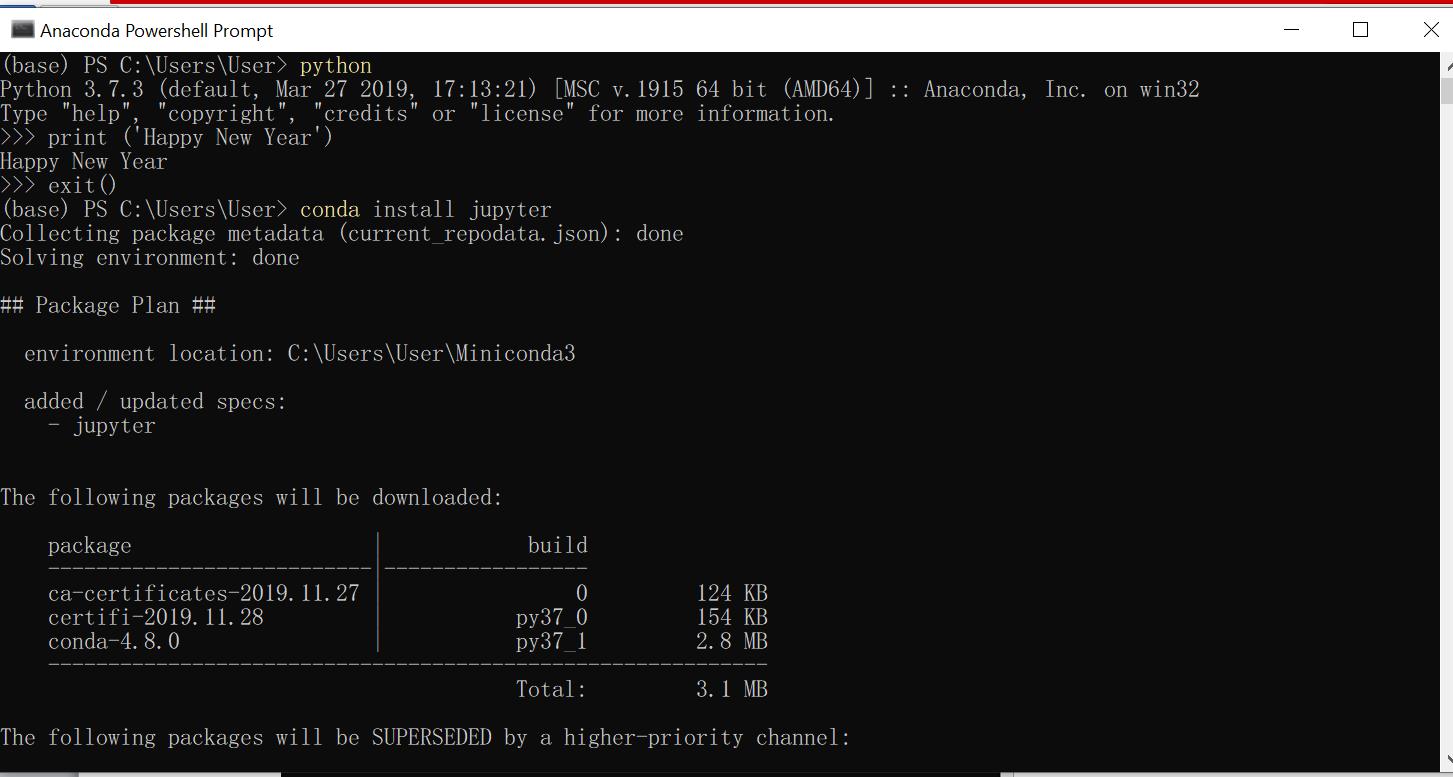 Anaconda Powershell Prompt
(base) PS C:\Users\User> python
Python 3.7.3 (default, Mar 27 2019, 17:13:21) [MSC v.1915 64 bit (AMD64)] :: Anaconda, Inc. on win32
Type "help", "copyright", "credits" or "license" for more information.
>>> print ('Happy New Year')
Happy New Year
>>> exit()
(base) PS C:\Users\User> conda install jupyter
Collecting package metadata (current_repodata.json): done
Solving environment: done
## Package Plan ##
environment location: C:\Users\User\Miniconda3
added / updated specs:
- jupyter
The following packages will be downloaded:
package | build
---------------------------|-----------------
ca-certificates-2019.11.27 | 0 124 KB
certifi-2019.11.28 | py37_0 154 KB
conda-4.8.0 | py37_1 2.8 MB
------------------------------------------------------------
Total: 3.1 MB
The following packages will be SUPERSEDED by a higher-priority channel: